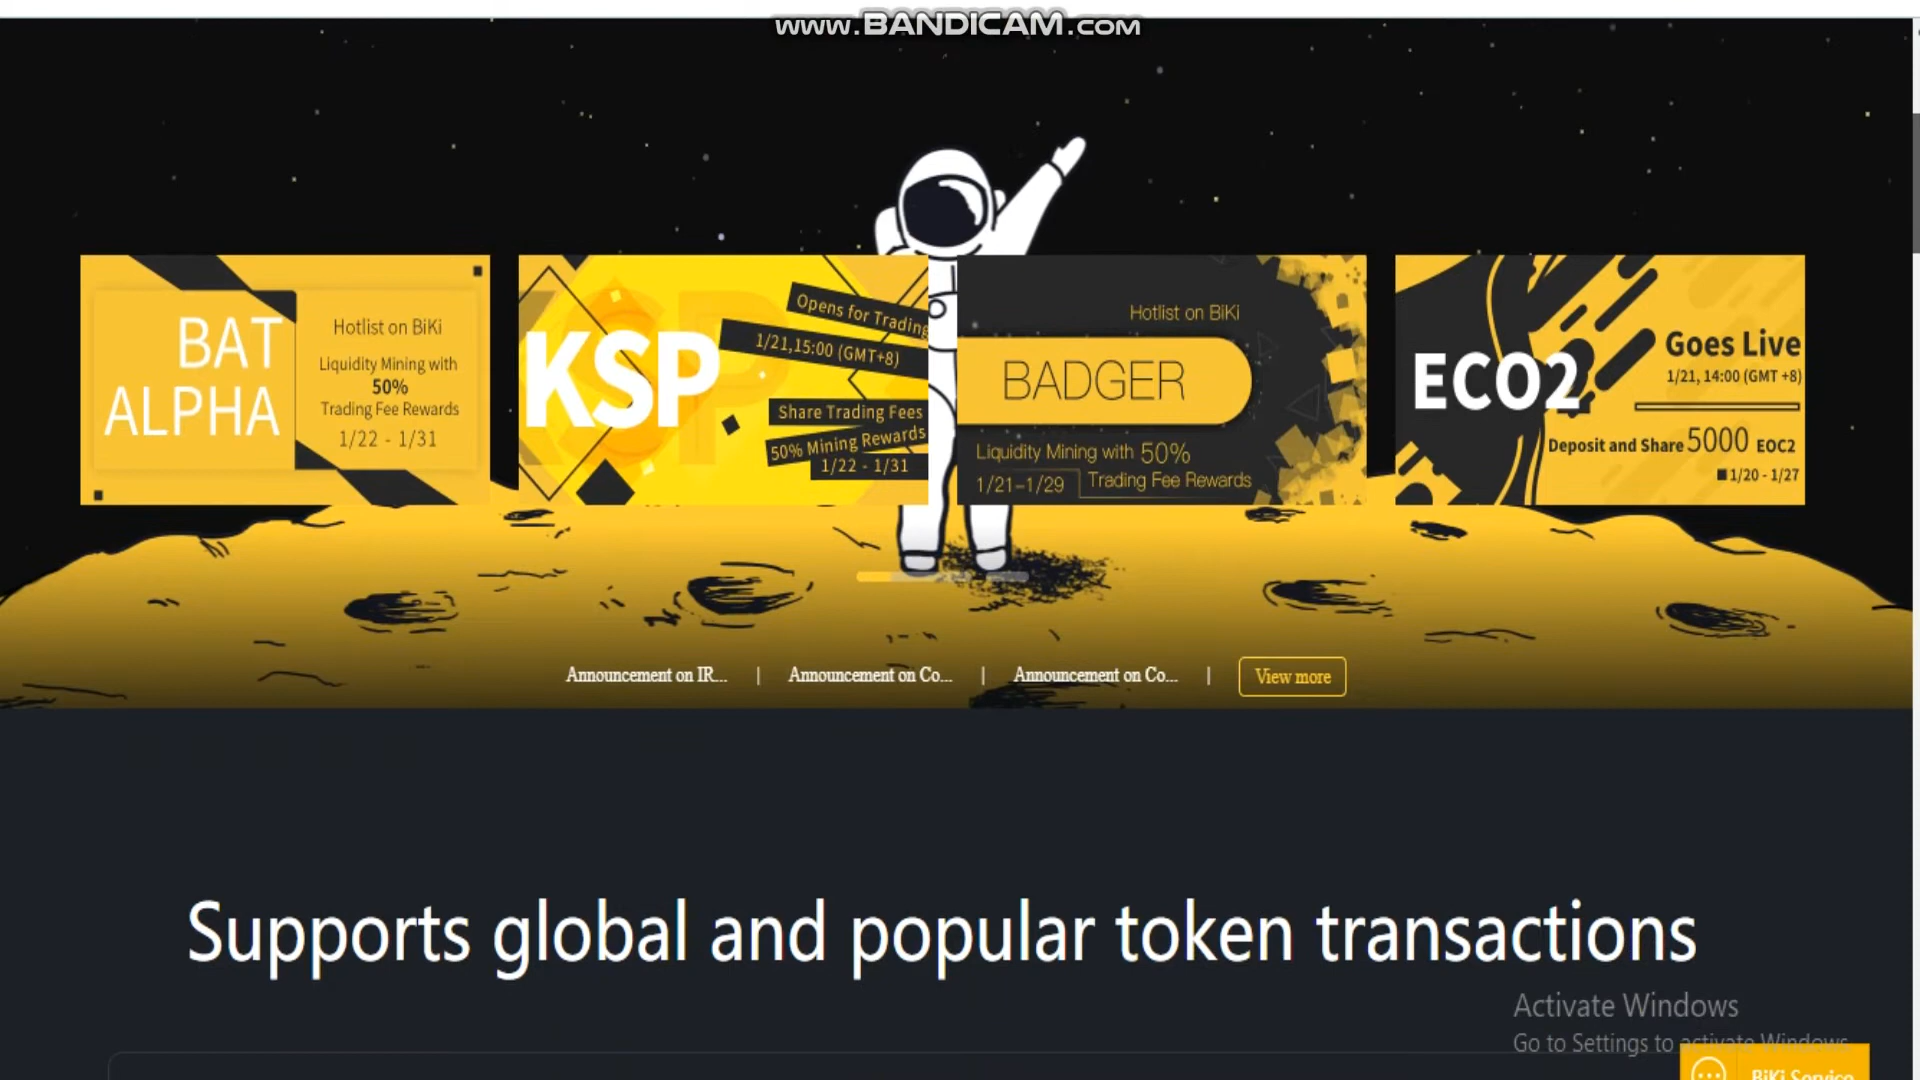 www.BANDICAM.com
BAT
ALPHA
Hotlist on BiKi
Liquidity Mining with
50%
Trading Fee Rewards
1/22 - 1/31
KSP
Opens for Trading
1/21,15:00 (GMT+8)
Share Trading Fees
50% Mining Rewards
1/22 - 1/31
Hotlist on BiKi
BADGER
Liquidity Mining with 50%
1/21-1/29 Trading Fee Rewards
ECO2
Goes Live
1/21, 14:00 (GMT +8)
Deposit and Share 5000 EOC2
1/20 - 1/27
Announcement on IR... | Announcement on Co... | Announcement on Co... | View more
Supports global and popular token transactions
Activate Windows
Go to Settings to activate Windows.
BiKi Service